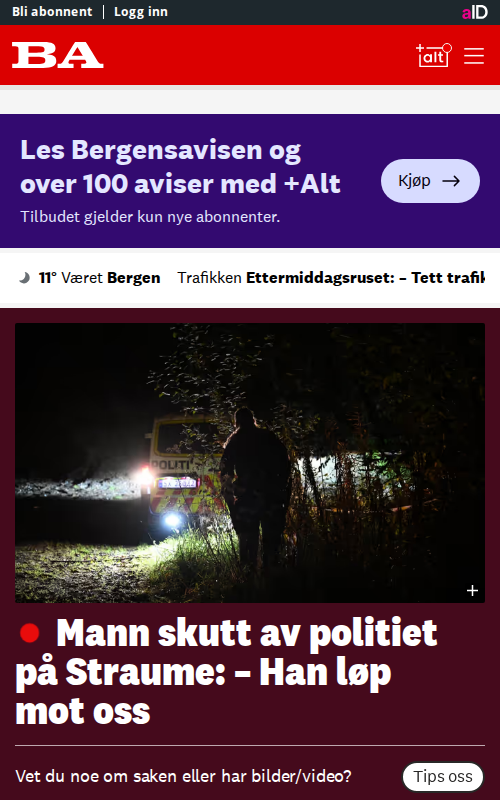 Bli abonnent | Logg inn
aID
BA
+alt
Les Bergensavisen og
over 100 aviser med +Alt
Tilbudet gjelder kun nye abonnenter.
Kjøp →
11° Været Bergen Trafikken Ettermiddagsruset: – Tett trafik
POLITI
+
Mann skutt av politiet
på Straume: – Han løp
mot oss
Vet du noe om saken eller har bilder/video?
Tips oss